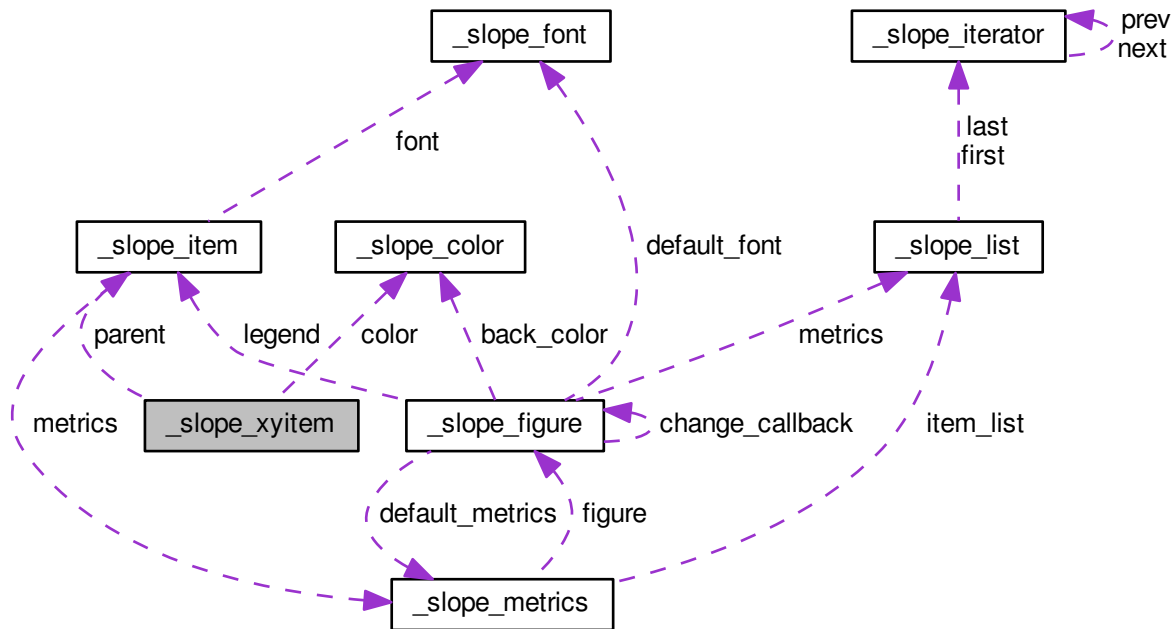 _slope_font
_slope_iterator
prev
next
font
last
first
_slope_item
_slope_color
default_font
_slope_list
parent
legend
color
back_color
metrics
metrics
_slope_xyitem
_slope_figure
change_callback
item_list
default_metrics
figure
_slope_metrics